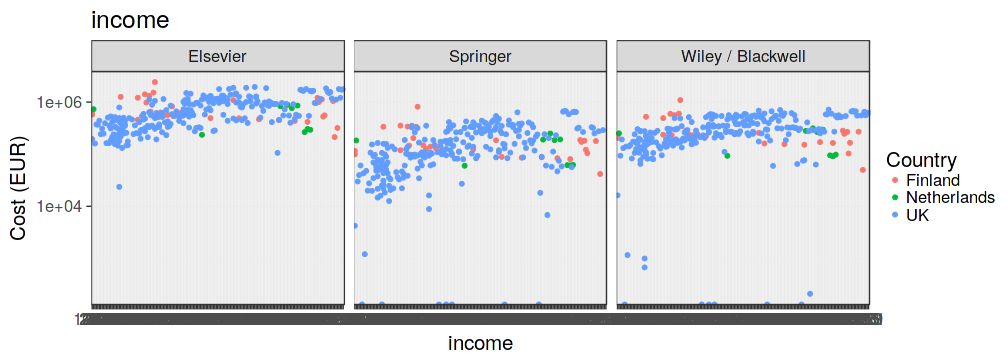 income
Elsevier
Springer
Wiley / Blackwell
1e+06
1e+04
Cost (EUR)
income
Country
Finland
Netherlands
UK